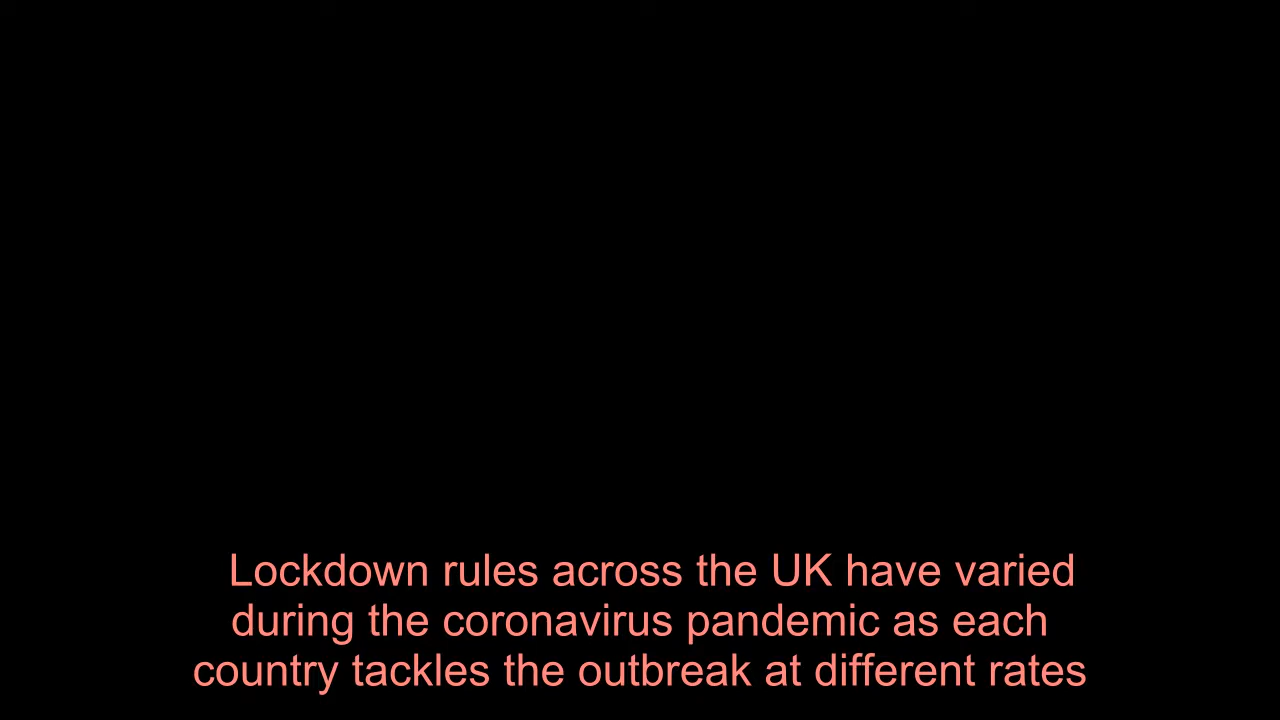 Lockdown rules across the UK have varied
during the coronavirus pandemic as each
country tackles the outbreak at different rates